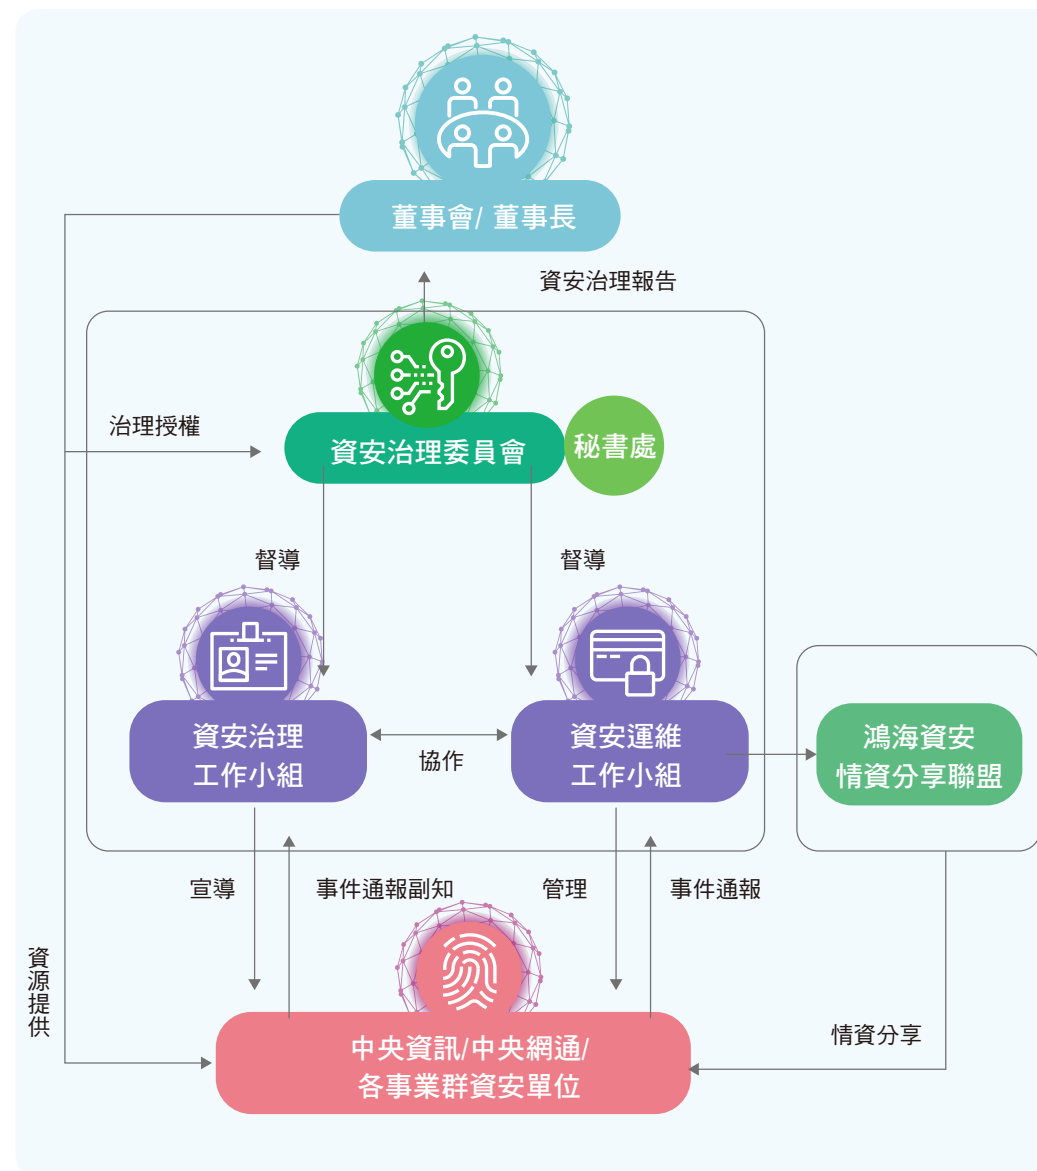 董事會/ 董事長
資安治理報告
治理授權
資安治理委員會
秘書處
督導
督導
資安治理
工作小組
協作
資安運維
工作小組
鴻海資安
情資分享聯盟
宣導
事件通報副知
管理
事件通報
資源提供
情資分享
中央資訊/中央網通/
各事業群資安單位